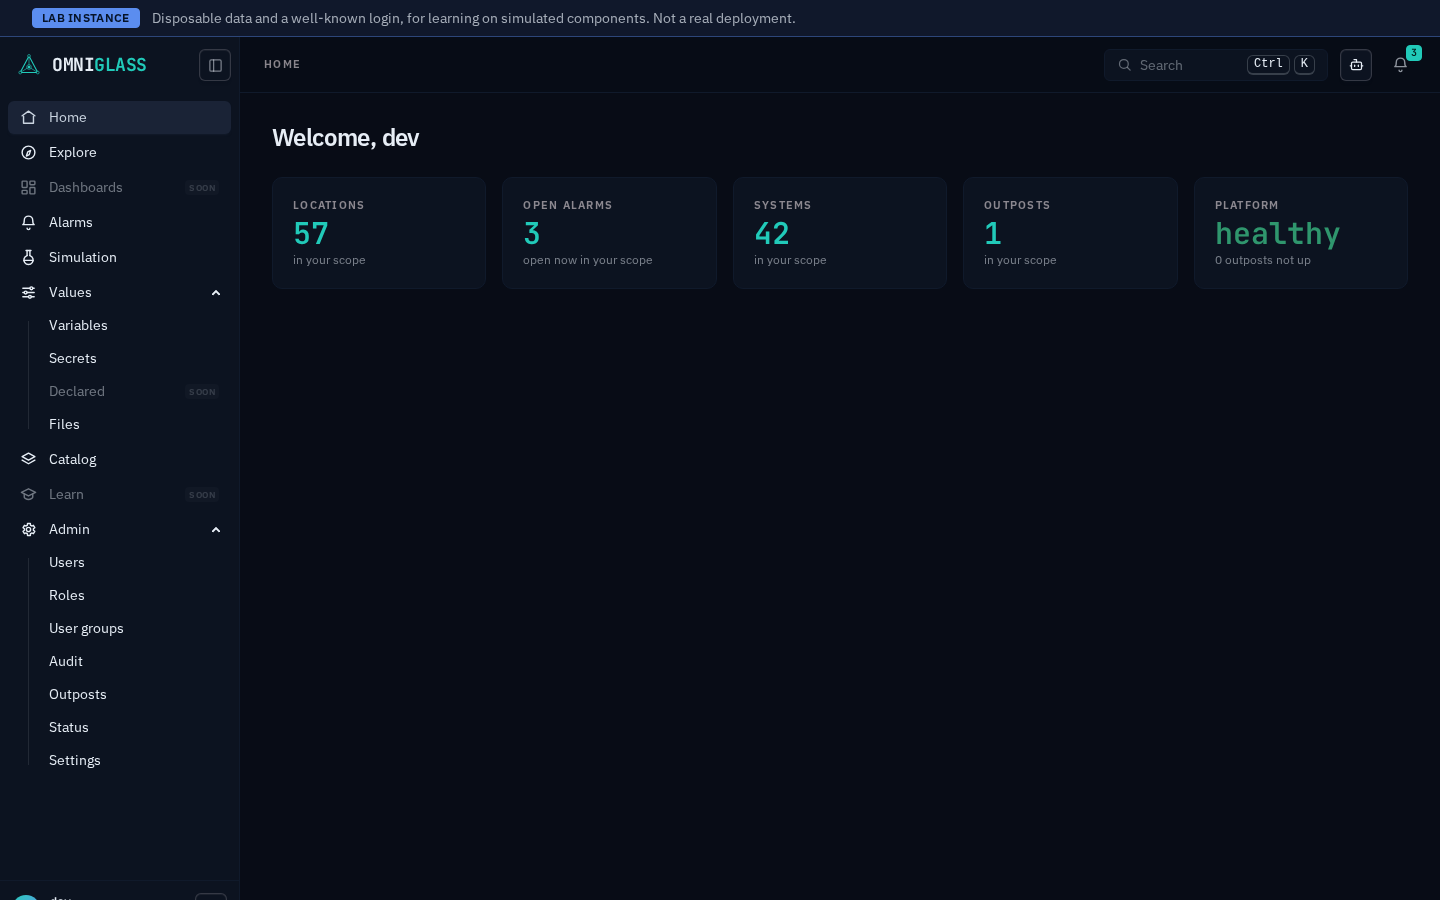 LAB INSTANCE Disposable data and a well-known login, for learning on simulated components. Not a real deployment.
OMNIGLASS
HOME
Search Ctrl K
3
Home
Explore
Dashboards SOON
Alarms
Simulation
Values
Variables
Secrets
Declared SOON
Files
Catalog
Learn SOON
Admin
Users
Roles
User groups
Audit
Outposts
Status
Settings
Welcome, dev
LOCATIONS
57
in your scope
OPEN ALARMS
3
open now in your scope
SYSTEMS
42
in your scope
OUTPOSTS
1
in your scope
PLATFORM
healthy
0 outposts not up